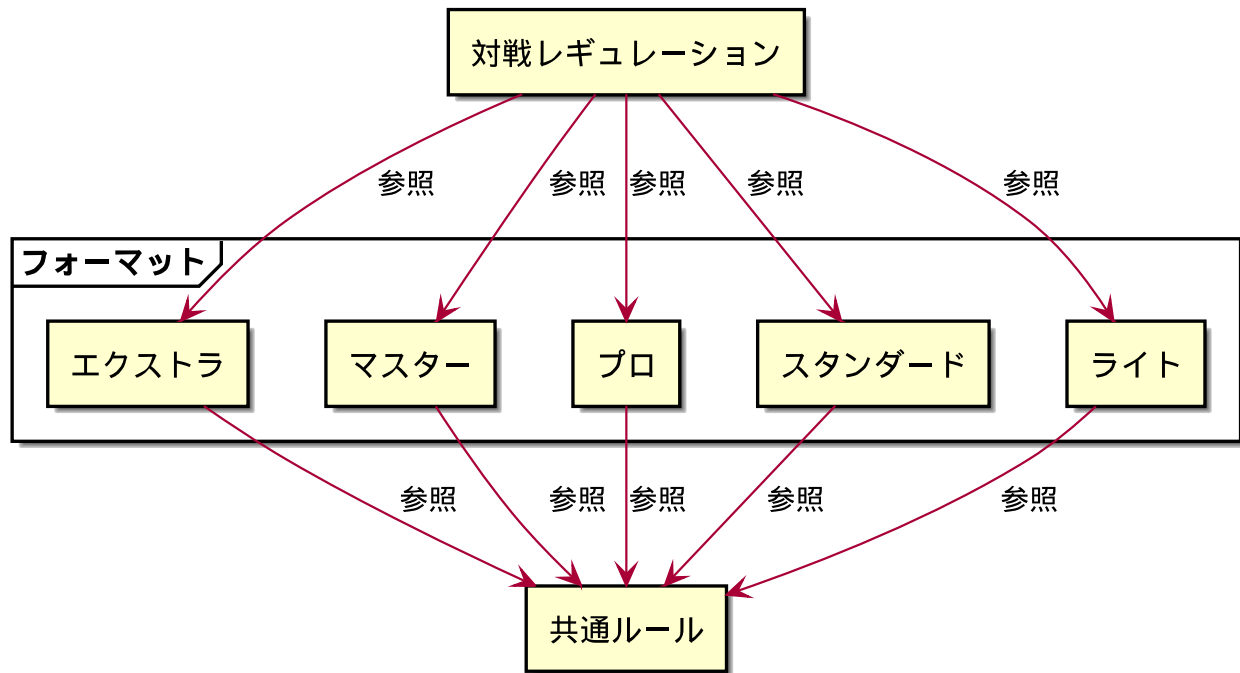 対戦レギュレーション
参照 参照 参照 参照 参照
フォーマット
エクストラ マスター プロ スタンダード ライト
参照 参照 参照 参照 参照
共通ルール